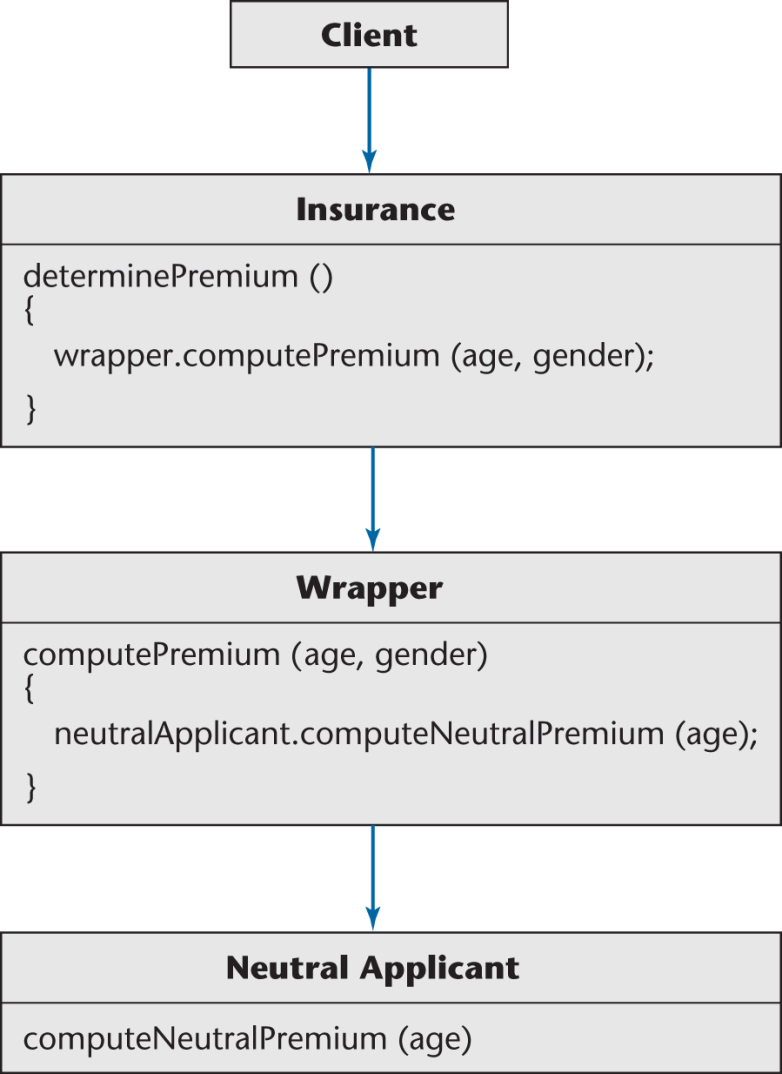 Client
Insurance
determinePremium ()
{
wrapper.computePremium (age, gender);
}
Wrapper
computePremium (age, gender)
{
neutralApplicant.computeNeutralPremium (age);
}
Neutral Applicant
computeNeutralPremium (age)